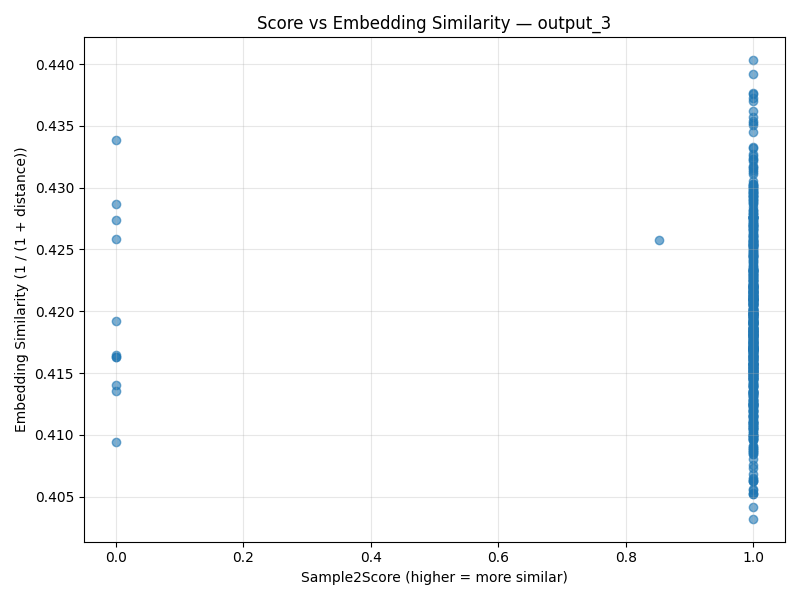 Score vs Embedding Similarity — output_3
Embedding Similarity (1 / (1 + distance))
0.440
0.435
0.430
0.425
0.420
0.415
0.410
0.405
0.0 0.2 0.4 0.6 0.8 1.0
Sample2Score (higher = more similar)